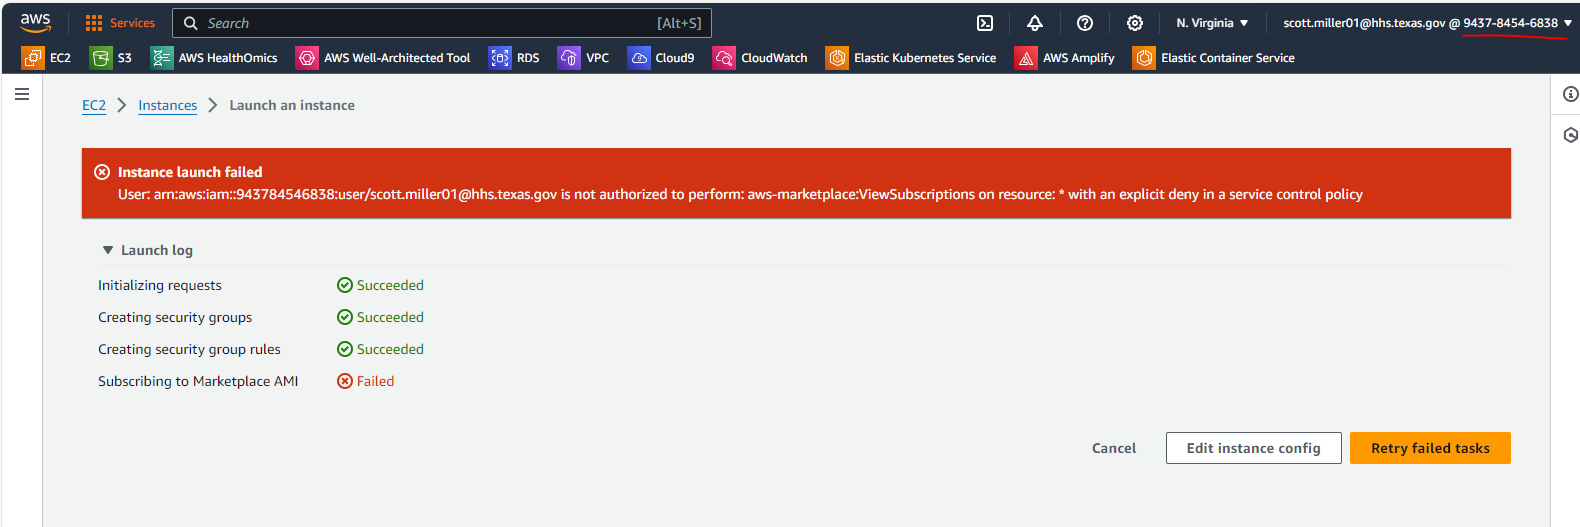 aws Services Search [Alt+S] N. Virginia scott.miller01@hhs.texas.gov @ 9437-8454-6838
EC2 S3 AWS HealthOmics AWS Well-Architected Tool RDS VPC Cloud9 CloudWatch Elastic Kubernetes Service AWS Amplify Elastic Container Service
EC2 Instances Launch an instance
Instance launch failed
User: arn:aws:iam::943784546838:user/scott.miller01@hhs.texas.gov is not authorized to perform: aws-marketplace:ViewSubscriptions on resource: * with an explicit deny in a service control policy
Launch log
Initializing requests Succeeded
Creating security groups Succeeded
Creating security group rules Succeeded
Subscribing to Marketplace AMI Failed
Cancel Edit instance config Retry failed tasks